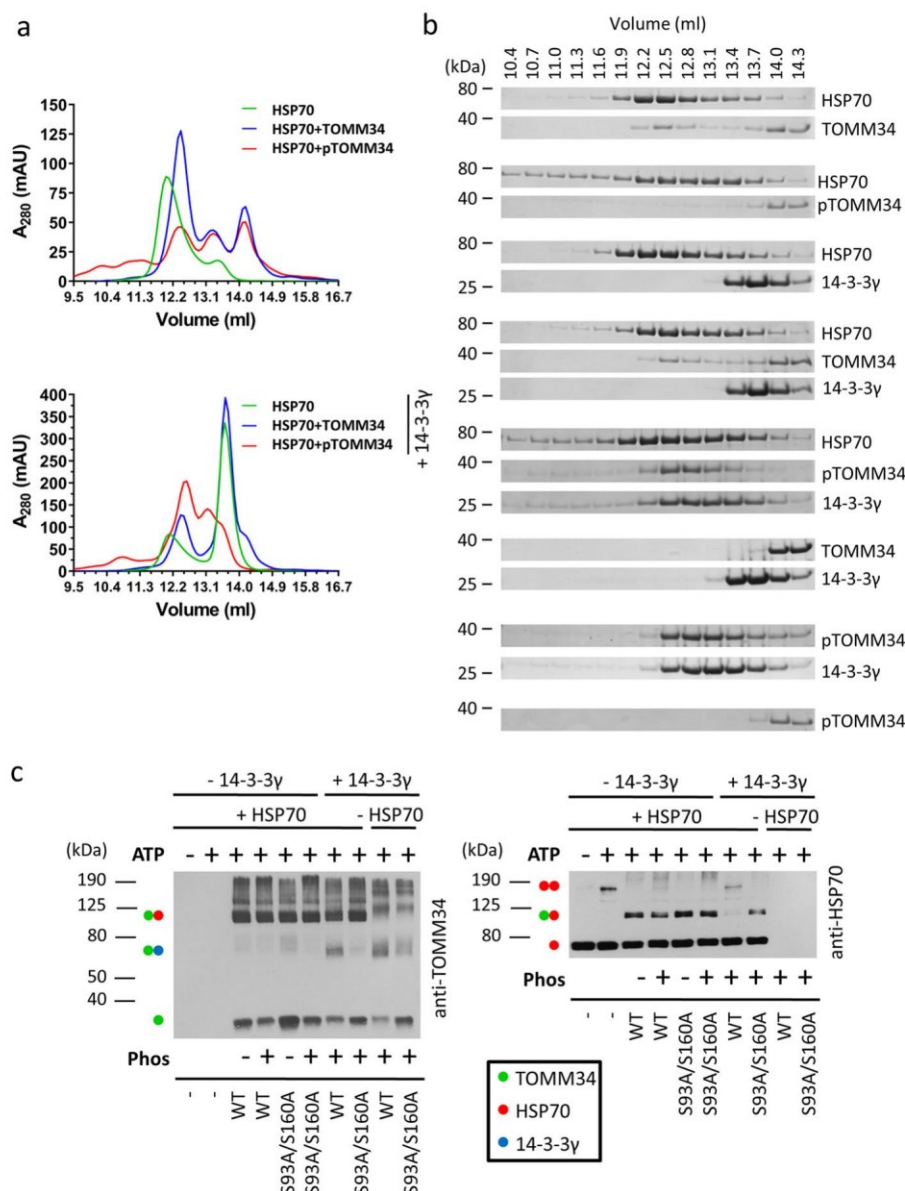 a
HSP70
HSP70+TOMM34
HSP70+pTOMM34
150
125
100
75
50
25
0
A280 (mAU)
9.5 10.4 11.3 12.2 13.1 14.0 14.9 15.8 16.7
Volume (ml)
HSP70
HSP70+TOMM34
HSP70+pTOMM34
+ 14-3-3γ
400
350
300
250
200
150
100
50
0
A280 (mAU)
9.5 10.4 11.3 12.2 13.1 14.0 14.9 15.8 16.7
Volume (ml)
b
Volume (ml)
(kDa) 10.4 10.7 11.0 11.3 11.6 11.9 12.2 12.5 12.8 13.1 13.4 13.7 14.0 14.3
80 HSP70
40 TOMM34
80 HSP70
40 pTOMM34
80 HSP70
25 14-3-3γ
80 HSP70
40 TOMM34
25 14-3-3γ
80 HSP70
40 pTOMM34
25 14-3-3γ
40 TOMM34
25 14-3-3γ
40 pTOMM34
25 14-3-3γ
40 pTOMM34
c
- 14-3-3γ + 14-3-3γ
+ HSP70 - HSP70
(kDa) ATP - + + + + + + + + +
190
125
80
50
40
anti-TOMM34
Phos - + - + + + + +
- - WT WT S93A/S160A S93A/S160A WT S93A/S160A WT S93A/S160A
- 14-3-3γ + 14-3-3γ
+ HSP70 - HSP70
(kDa) ATP - + + + + + + + + +
190
125
80
anti-HSP70
Phos - + - + + + + +
- - WT WT S93A/S160A S93A/S160A WT S93A/S160A WT S93A/S160A
TOMM34
HSP70
14-3-3γ